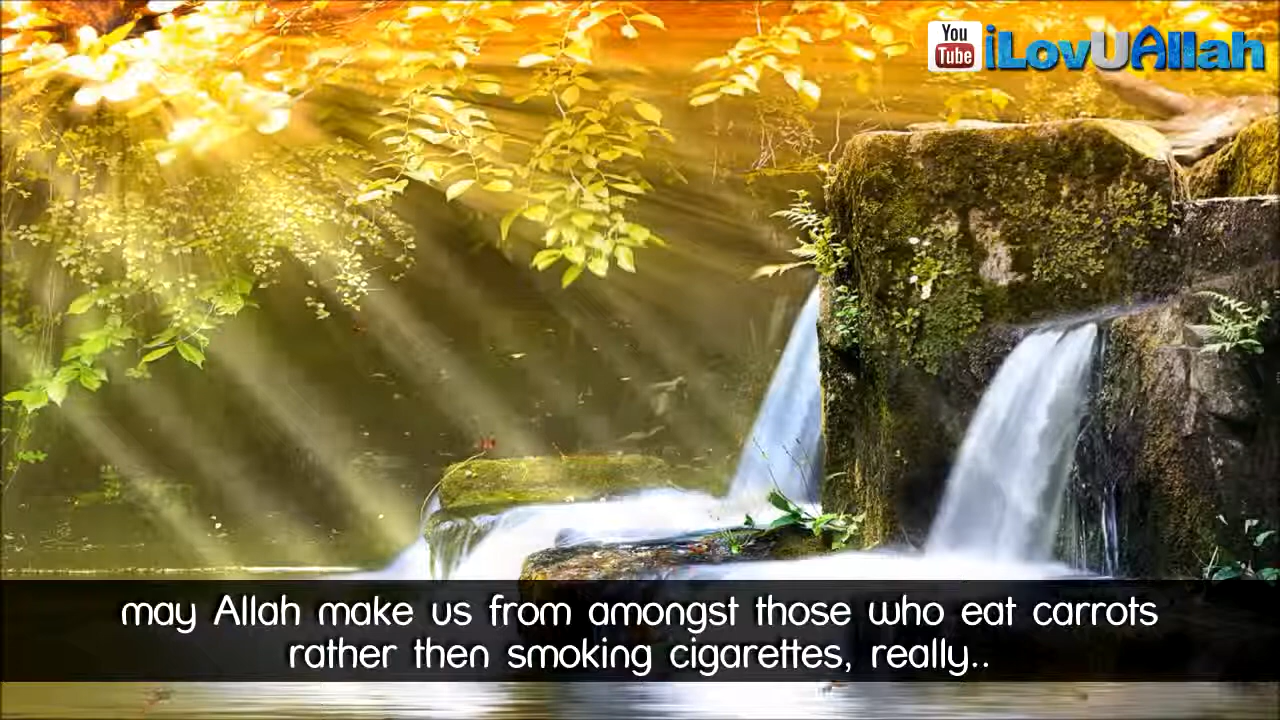 You
Tube
iLovUAllah
may Allah make us from amongst those who eat carrots
rather then smoking cigarettes, really..